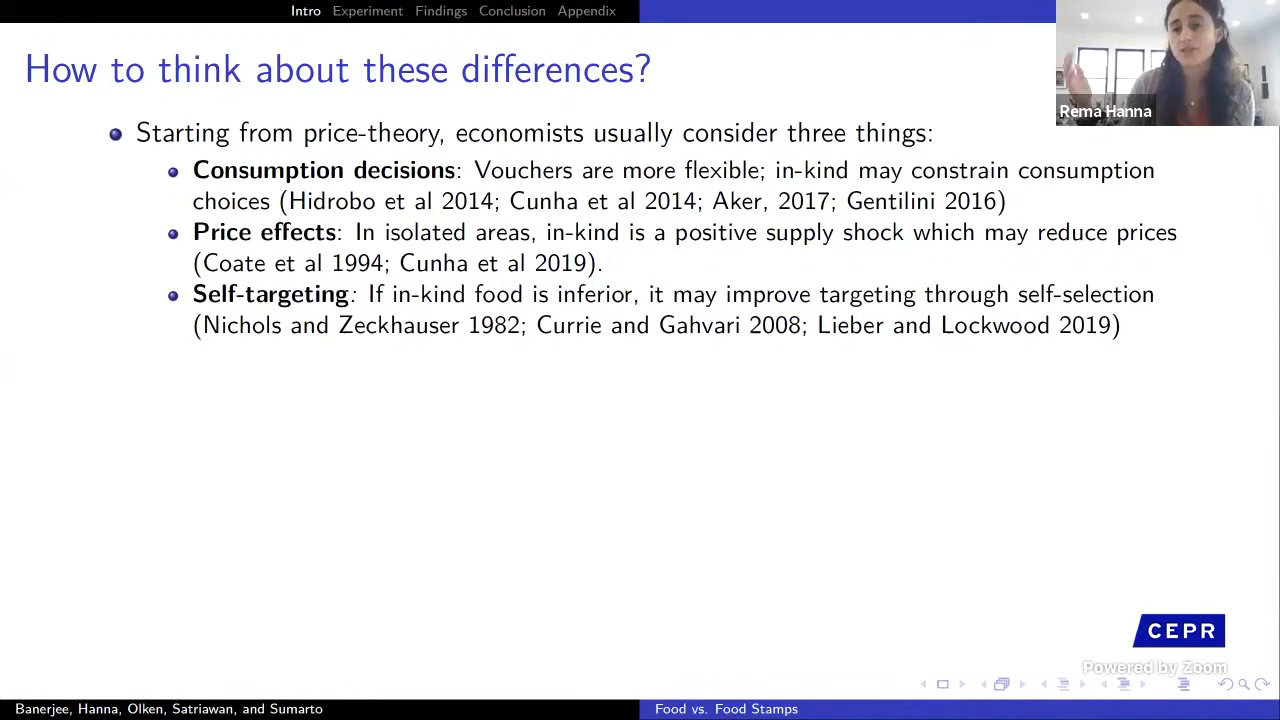 Intro Experiment Findings Conclusion Appendix
How to think about these differences?
Rema Hanna
Starting from price-theory, economists usually consider three things:
Consumption decisions: Vouchers are more flexible; in-kind may constrain consumption
choices (Hidrobo et al 2014; Cunha et al 2014; Aker, 2017; Gentilini 2016)
Price effects: In isolated areas, in-kind is a positive supply shock which may reduce prices
(Coate et al 1994; Cunha et al 2019).
Self-targeting: If in-kind food is inferior, it may improve targeting through self-selection
(Nichols and Zeckhauser 1982; Currie and Gahvari 2008; Lieber and Lockwood 2019)
CEPR
Powered by Zoom
Banerjee, Hanna, Olken, Satriawan, and Sumarto
Food vs. Food Stamps